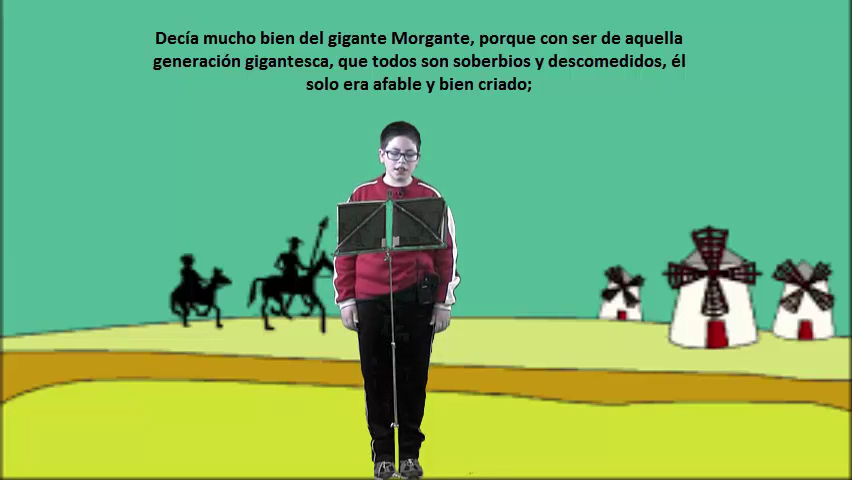 Decía mucho bien del gigante Morgante, porque con ser de aquella
generación gigantesca, que todos son soberbios y descomedidos, él
solo era afable y bien criado;